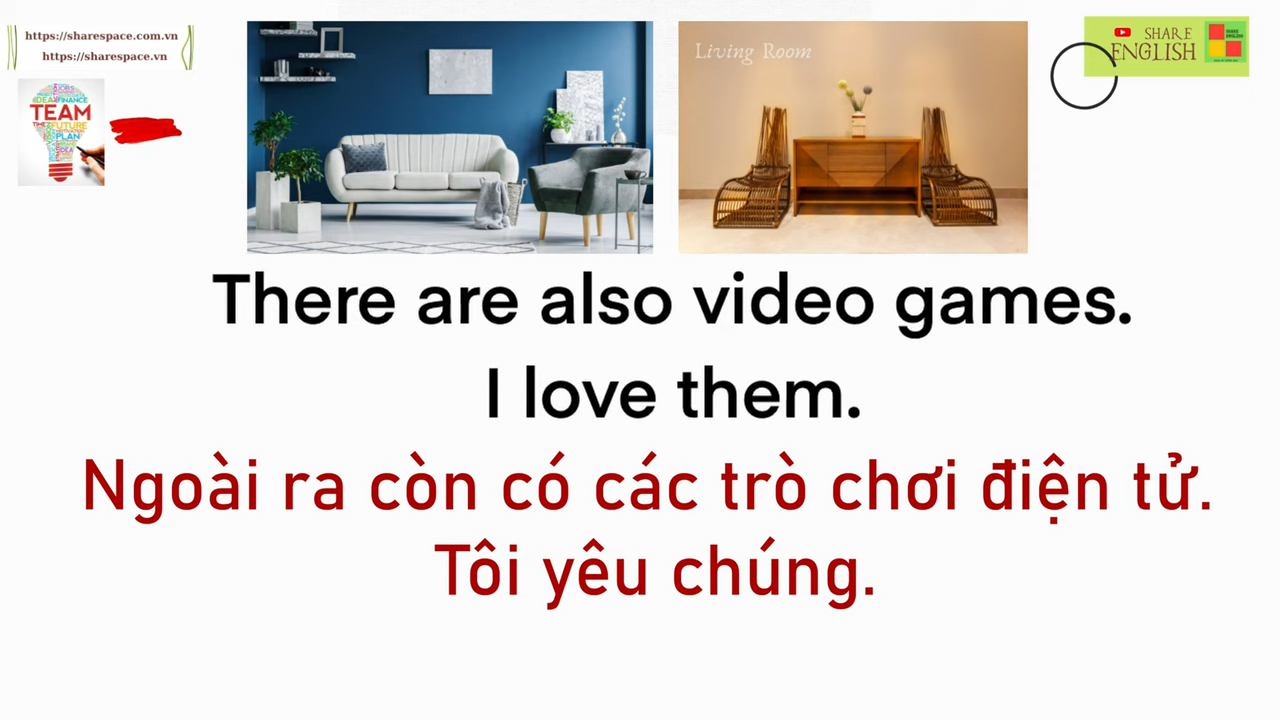 https://sharespace.com.vn
https://sharespace.vn
TEAM
FUTURE
PLAN
Living Room
SHARE
ENGLISH
There are also video games.
I love them.
Ngoài ra còn có các trò chơi điện tử.
Tôi yêu chúng.